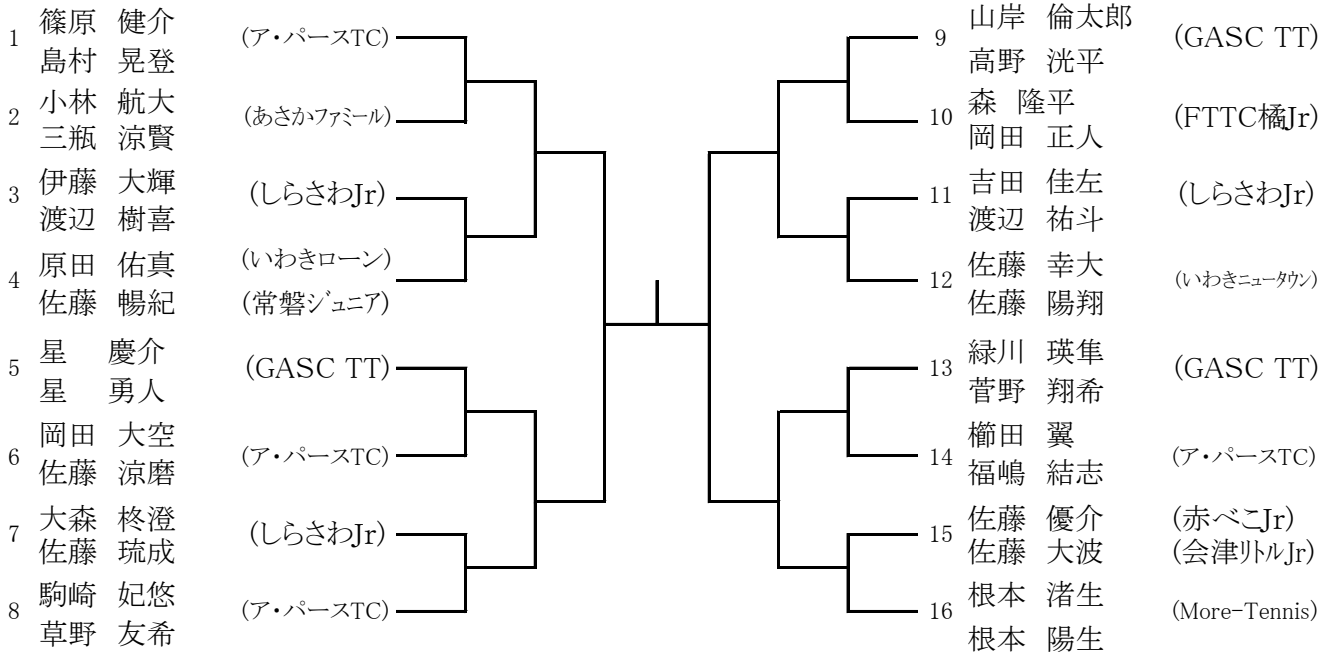 1 篠原 健介 (ア・パースTC)
島村 晃登
2 小林 航大 (あさかファミール)
三瓶 涼賢
3 伊藤 大輝 (しらさわJr)
渡辺 樹喜
4 原田 佑真 (いわきローン)
佐藤 暢紀 (常磐ジュニア)
5 星 慶介 (GASC TT)
星 勇人
6 岡田 大空 (ア・パースTC)
佐藤 涼磨
7 大森 柊澄 (しらさわJr)
佐藤 琉成
8 駒崎 妃悠 (ア・パースTC)
草野 友希
9 山岸 倫太郎 (GASC TT)
高野 洸平
10 森 隆平 (FTTC橘Jr)
岡田 正人
11 吉田 佳左 (しらさわJr)
渡辺 祐斗
12 佐藤 幸大 (いわきニュータウン)
佐藤 陽翔
13 緑川 瑛隼 (GASC TT)
菅野 翔希
14 櫛田 翼 (ア・パースTC)
福嶋 結志
15 佐藤 優介 (赤べこJr)
佐藤 大波 (会津リトルJr)
16 根本 渚生 (More-Tennis)
根本 陽生